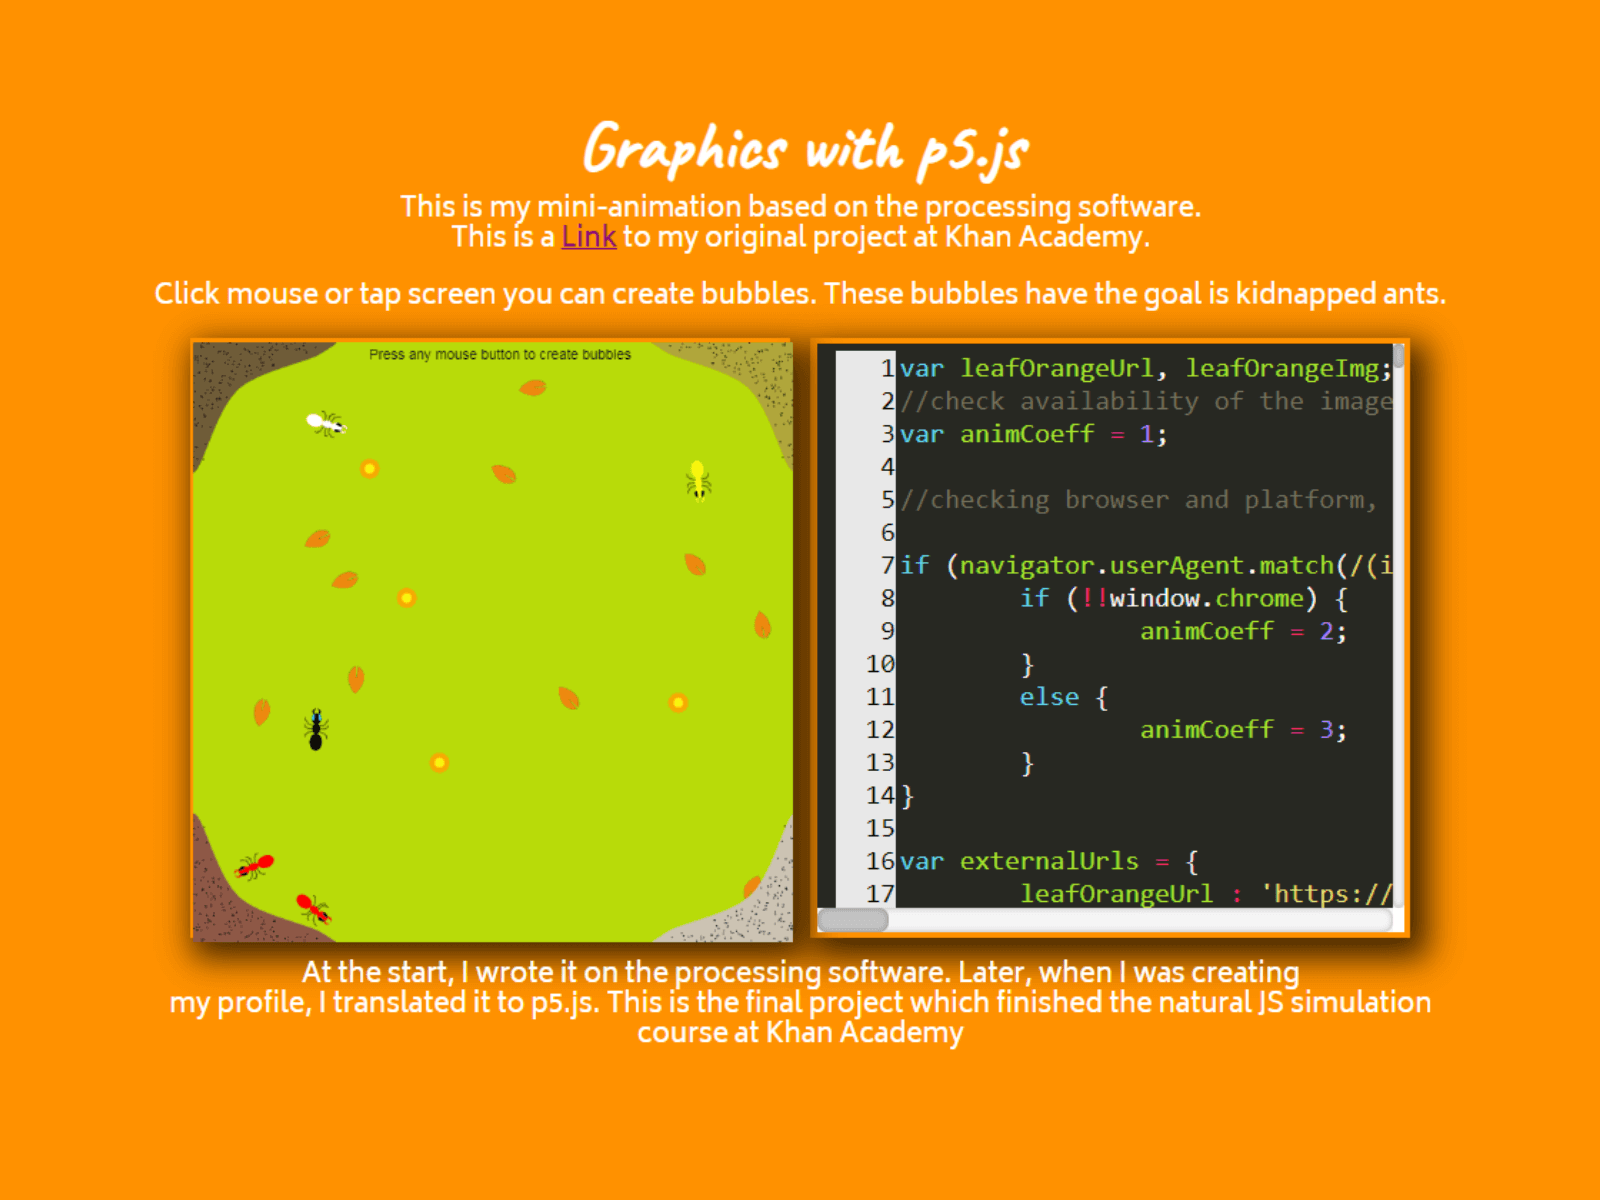 Graphics with p5.js
This is my mini-animation based on the processing software.
This is a Link to my original project at Khan Academy.
Click mouse or tap screen you can create bubbles. These bubbles have the goal is kidnapped ants.
Press any mouse button to create bubbles
1 var leafOrangeUrl, leafOrangeImg;
2 //check availability of the image
3 var animCoeff = 1;
4
5 //checking browser and platform,
6
7 if (navigator.userAgent.match(/(i
8 if (!!window.chrome) {
9 animCoeff = 2;
10 }
11 else {
12 animCoeff = 3;
13 }
14 }
15
16 var externalUrls = {
17 leafOrangeUrl : 'https://
At the start, I wrote it on the processing software. Later, when I was creating
my profile, I translated it to p5.js. This is the final project which finished the natural JS simulation
course at Khan Academy